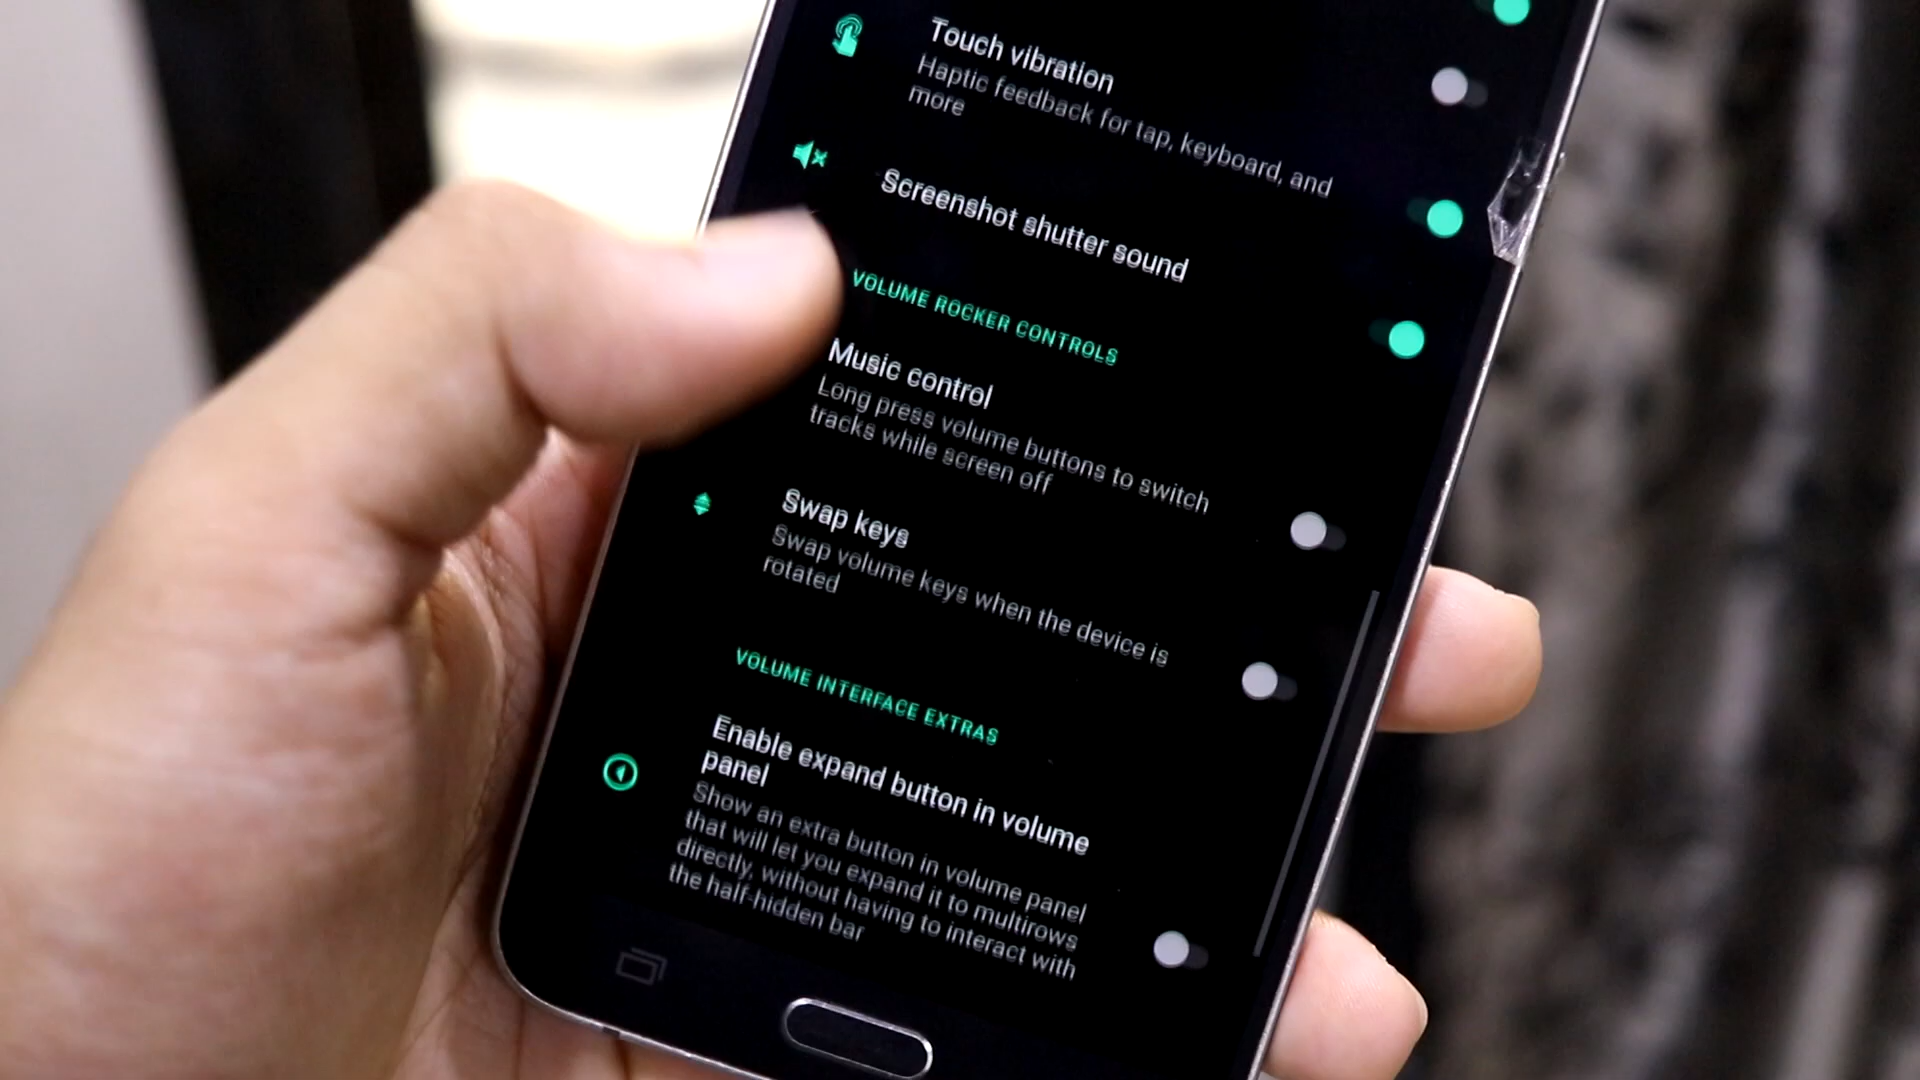 Touch vibration
Haptic feedback for tap, keyboard, and
more
Screenshot shutter sound
VOLUME ROCKER CONTROLS
Music control
Long press volume buttons to switch
tracks while screen off
Swap keys
Swap volume keys when the device is
rotated
VOLUME INTERFACE EXTRAS
Enable expand button in volume
panel
Show an extra button in volume panel
that will let you expand it to multirows
directly, without having to interact with
the half-hidden bar